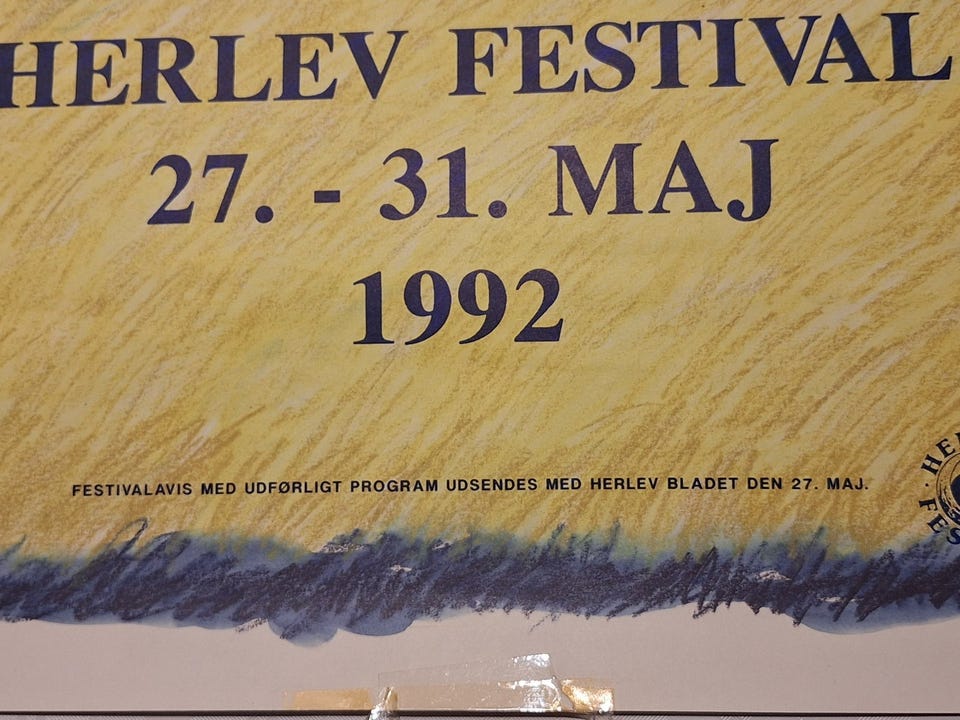 HERLEV FESTIVAL
27. - 31. MAJ
1992
FESTIVALAVIS MED UDFØRLIGT PROGRAM UDSENDES MED HERLEV BLADET DEN 27. MAJ.